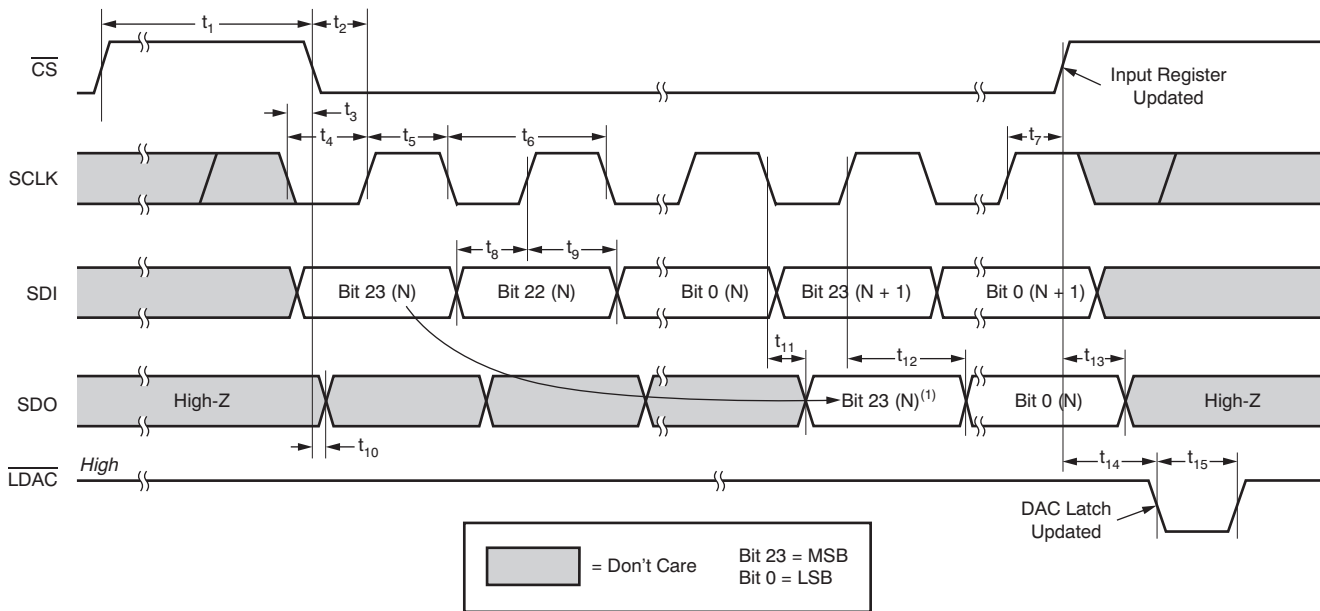 t1 t2
CS
Input Register
Updated
t3
t4 t5 t6 t7
SCLK
t8 t9
SDI Bit 23 (N) Bit 22 (N) Bit 0 (N) Bit 23 (N + 1) Bit 0 (N + 1)
t11 t12 t13
SDO High-Z Bit 23 (N)(1) Bit 0 (N) High-Z
t10
High
LDAC
t14 t15
DAC Latch
Updated
= Don't Care
Bit 23 = MSB
Bit 0 = LSB